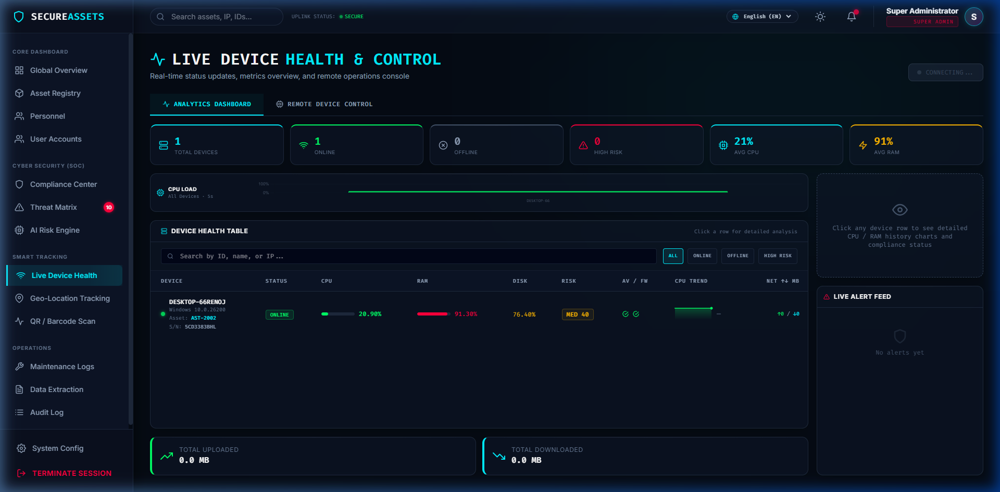 SECUREASSETS
Search assets, IP, IDs...
UPLINK STATUS: SECURE
English (EN)
Super Administrator
SUPER ADMIN
S
CORE DASHBOARD
Global Overview
Asset Registry
Personnel
User Accounts
CYBER SECURITY (SOC)
Compliance Center
Threat Matrix 10
AI Risk Engine
SMART TRACKING
Live Device Health
Geo-Location Tracking
QR / Barcode Scan
OPERATIONS
Maintenance Logs
Data Extraction
Audit Log
System Config
TERMINATE SESSION
LIVE DEVICE HEALTH & CONTROL
Real-time status updates, metrics overview, and remote operations console
CONNECTING...
ANALYTICS DASHBOARD
REMOTE DEVICE CONTROL
1
TOTAL DEVICES
1
ONLINE
0
OFFLINE
0
HIGH RISK
21%
AVG CPU
91%
AVG RAM
CPU LOAD
All Devices · 5s
100%
0%
DESKTOP-66
DEVICE HEALTH TABLE
Click a row for detailed analysis
Search by ID, name, or IP...
ALL ONLINE OFFLINE HIGH RISK
DEVICE STATUS CPU RAM DISK RISK AV / FW CPU TREND NET ↑↓ MB
DESKTOP-66RENOJ
Windows 10.0.26200
Asset: AST-2002
S/N: 5CD3383BHL
ONLINE
20.90%
91.30%
76.40%
MED 40
—
↑0 / ↓0
TOTAL UPLOADED
0.0 MB
TOTAL DOWNLOADED
0.0 MB
Click any device row to see detailed
CPU / RAM history charts and
compliance status
LIVE ALERT FEED
No alerts yet